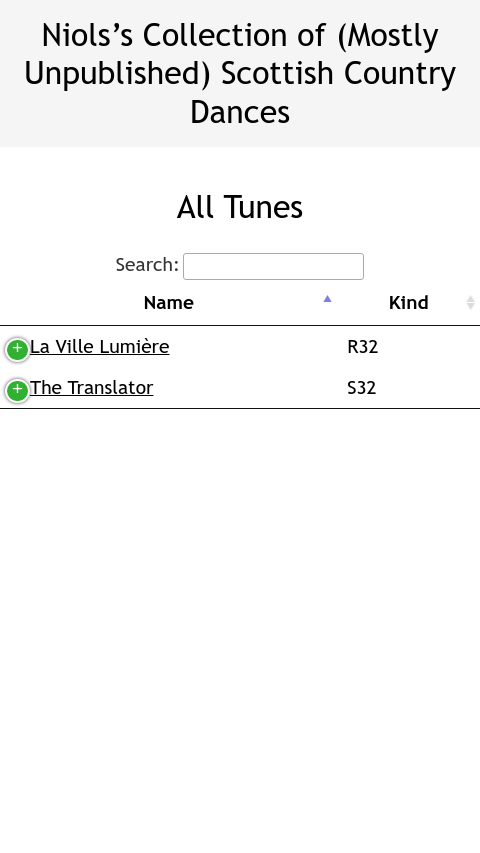 Niols’s Collection of (Mostly
Unpublished) Scottish Country
Dances
All Tunes
Search:
Name Kind
La Ville Lumière R32
The Translator S32